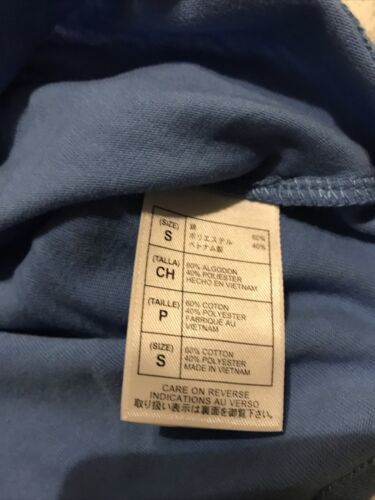 (SIZE)
S
綿 60%
ポリエステル 40%
ベトナム製
(TALLA)
CH
60% ALGODON
40% POLIESTER
HECHO EN VIETNAM
(TAILLE)
P
60% COTON
40% POLYESTER
FABRIQUÉ AU
VIETNAM
(SIZE)
S
60% COTTON
40% POLYESTER
MADE IN VIETNAM
CARE ON REVERSE
INDICATIONS AU VERSO
取り扱い表示は裏面を御覧下さい。